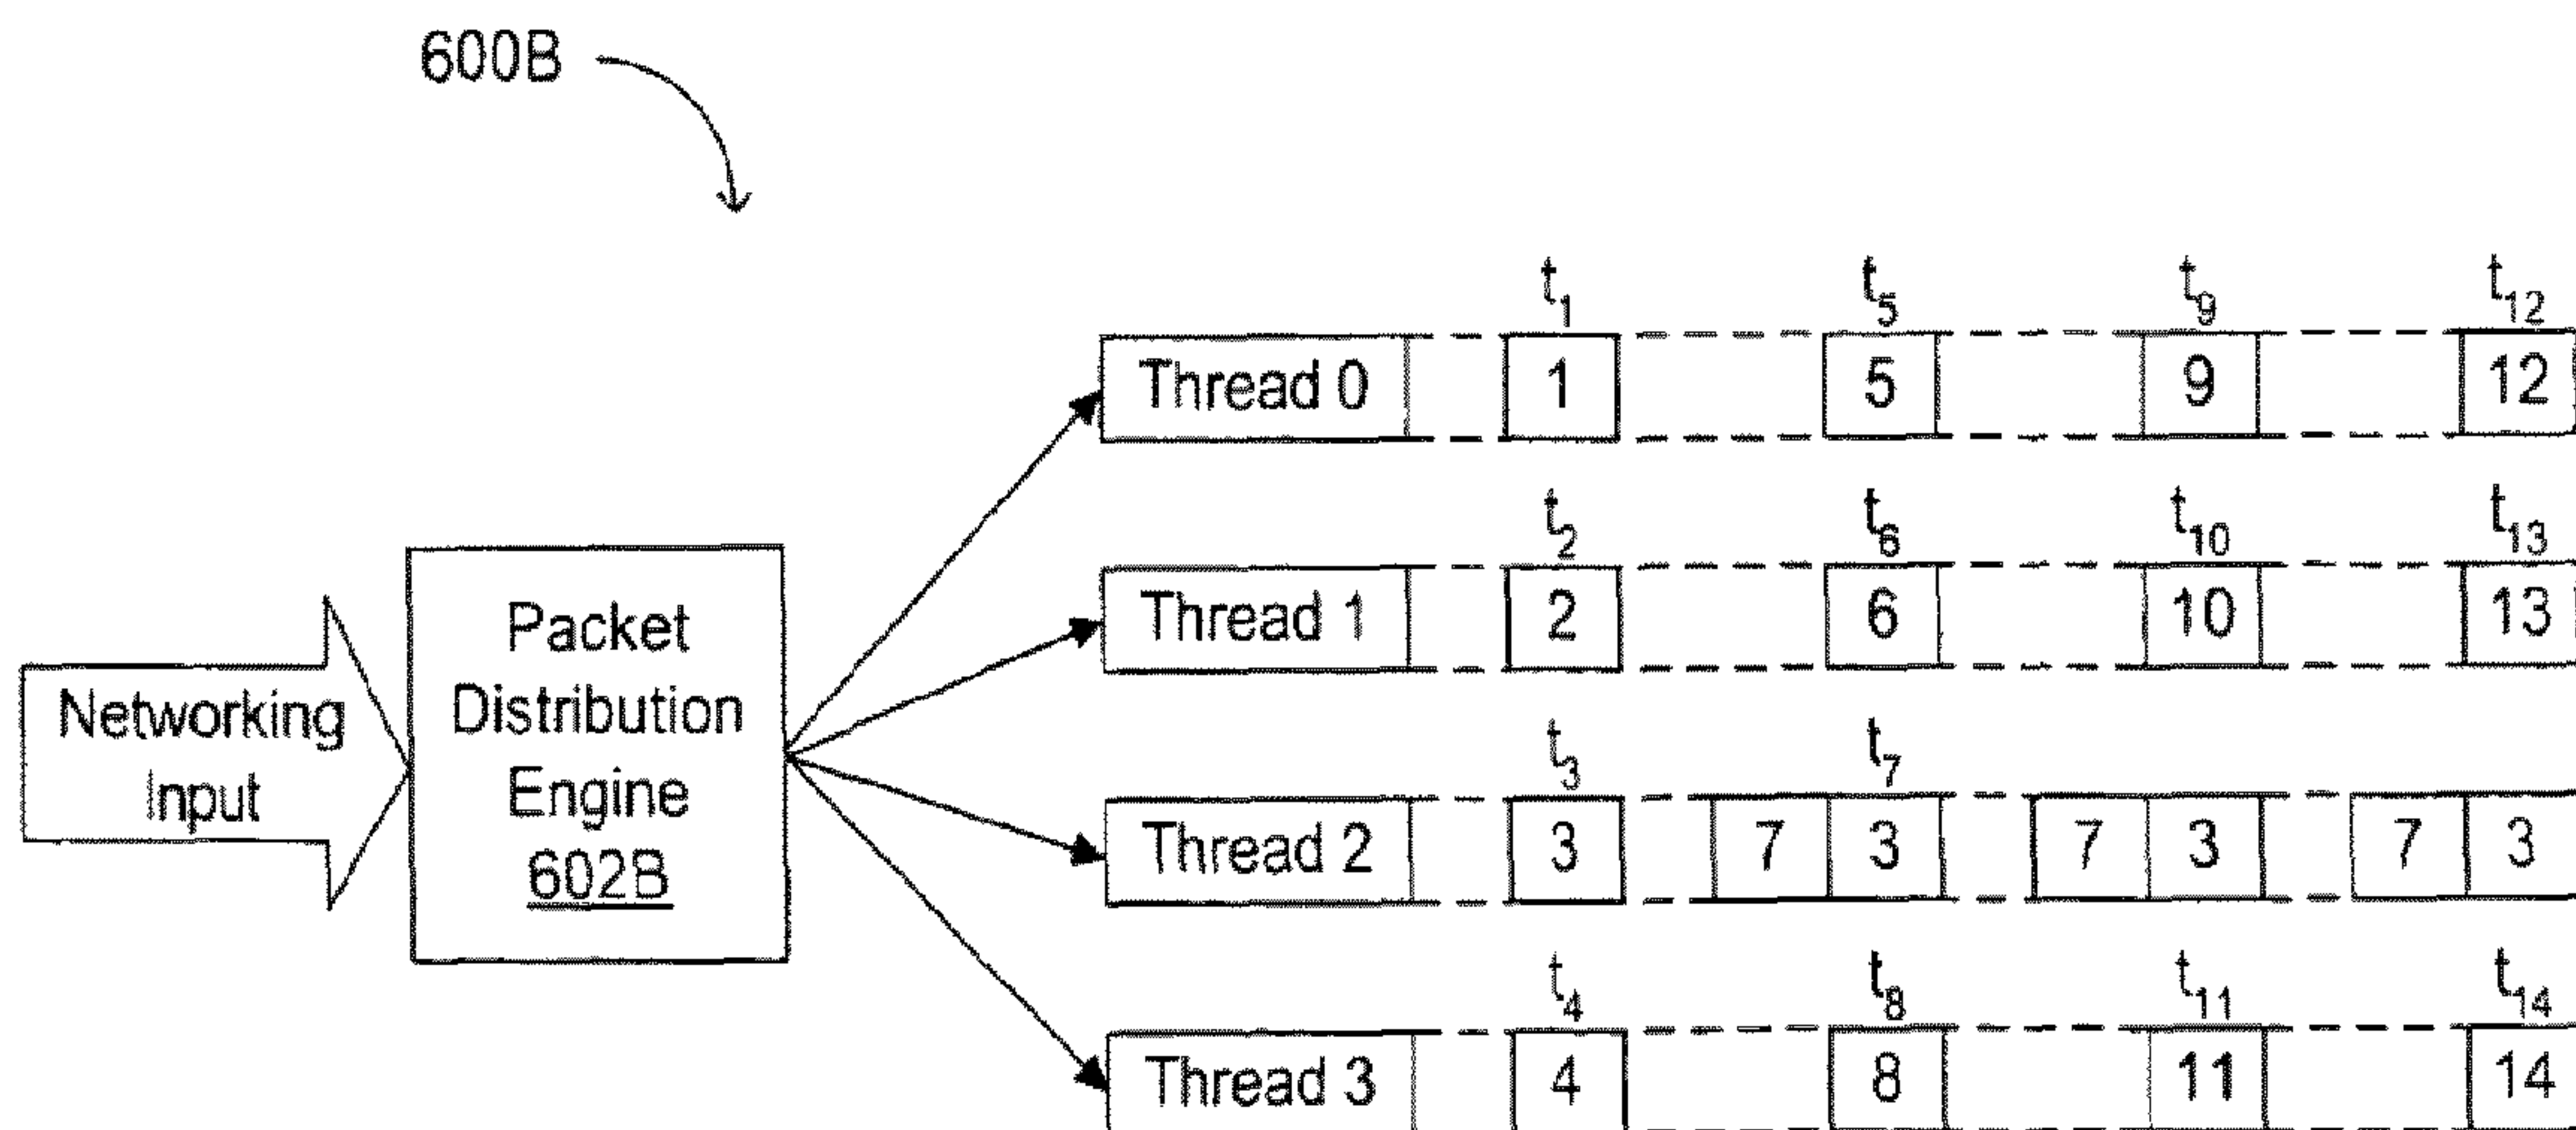 600B
Networking
Input
Packet
Distribution
Engine
602B
t1 t5 t9 t12
Thread 0 1 5 9 12
t2 t6 t10 t13
Thread 1 2 6 10 13
t3 t7
Thread 2 3 7 3 7 3 7 3
t4 t8 t11 t14
Thread 3 4 8 11 14